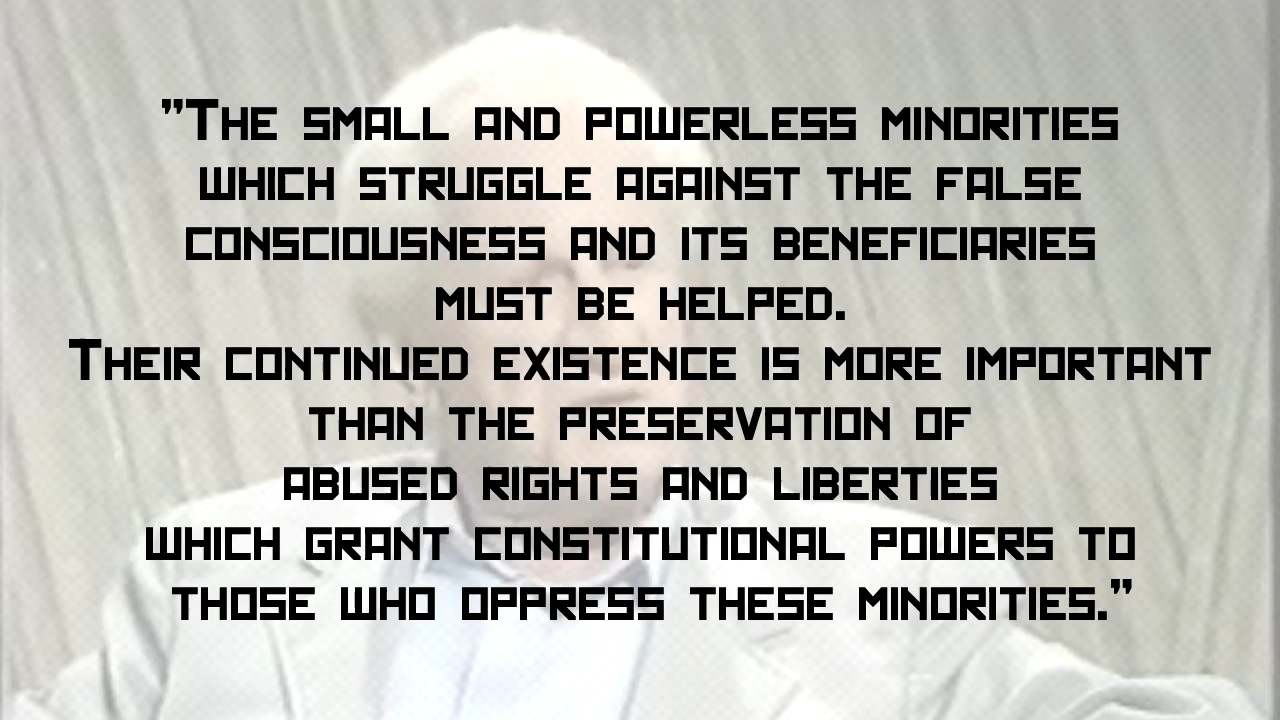 "The small and powerless minorities
which struggle against the false
consciousness and its beneficiaries
must be helped.
Their continued existence is more important
than the preservation of
abused rights and liberties
which grant constitutional powers to
those who oppress these minorities."